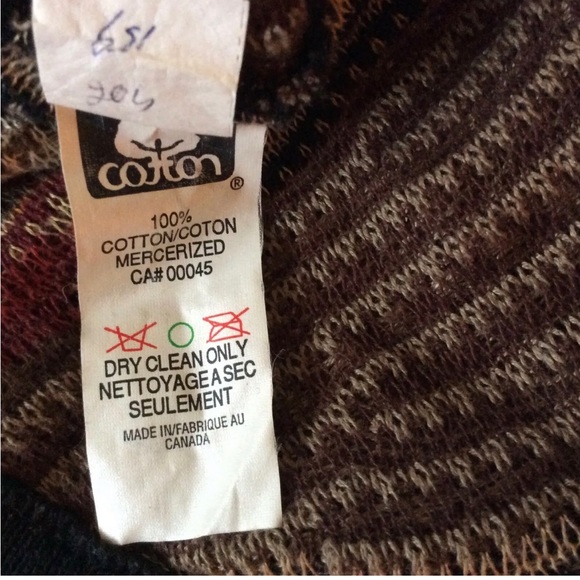 cotton®
100%
COTTON/COTON
MERCERIZED
CA# 00045
DRY CLEAN ONLY
NETTOYAGE A SEC
SEULEMENT
MADE IN/FABRIQUE AU
CANADA